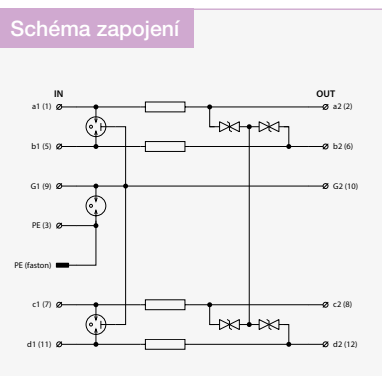 Schéma zapojení
IN OUT
a1 (1) a2 (2)
b1 (5) b2 (6)
G1 (9) G2 (10)
PE (3)
PE (faston)
c1 (7) c2 (8)
d1 (11) d2 (12)